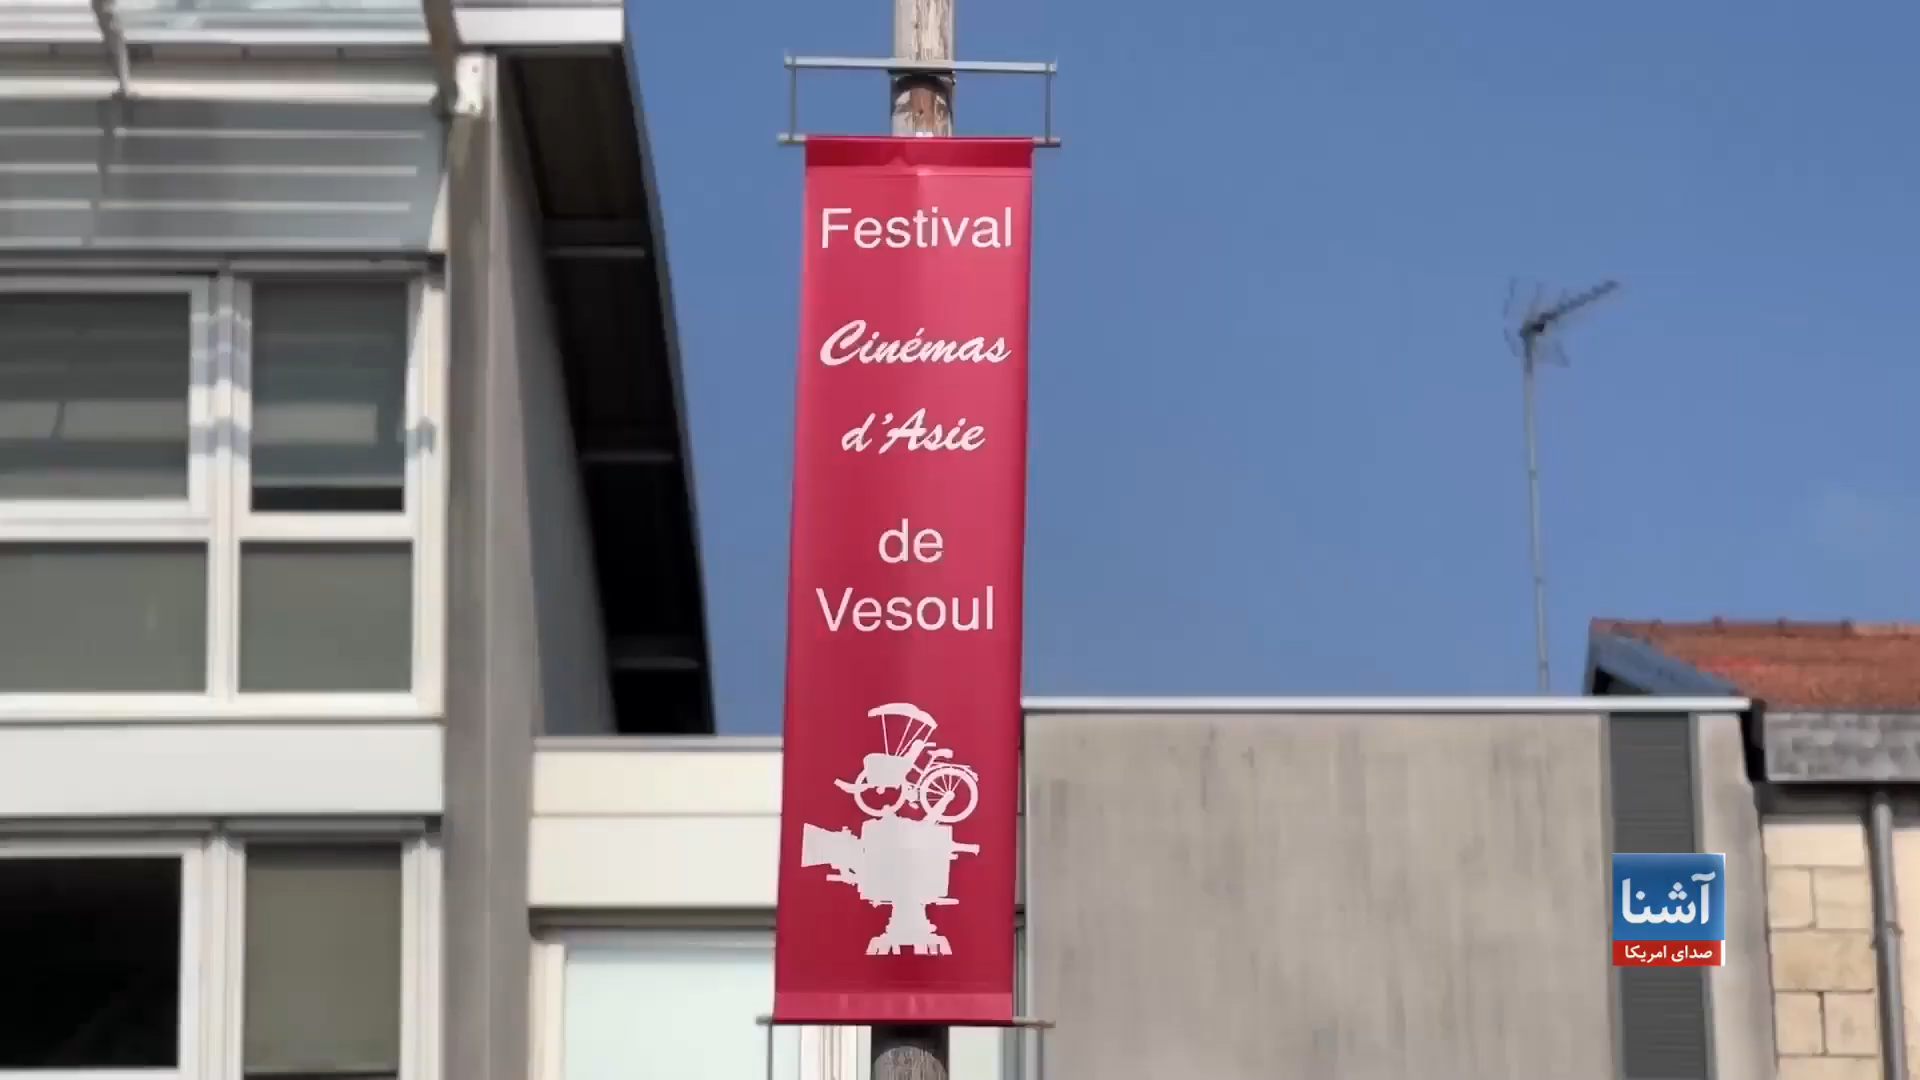 Festival
Cinémas
d'Asie
de
Vesoul
آشنا
صدای امریکا